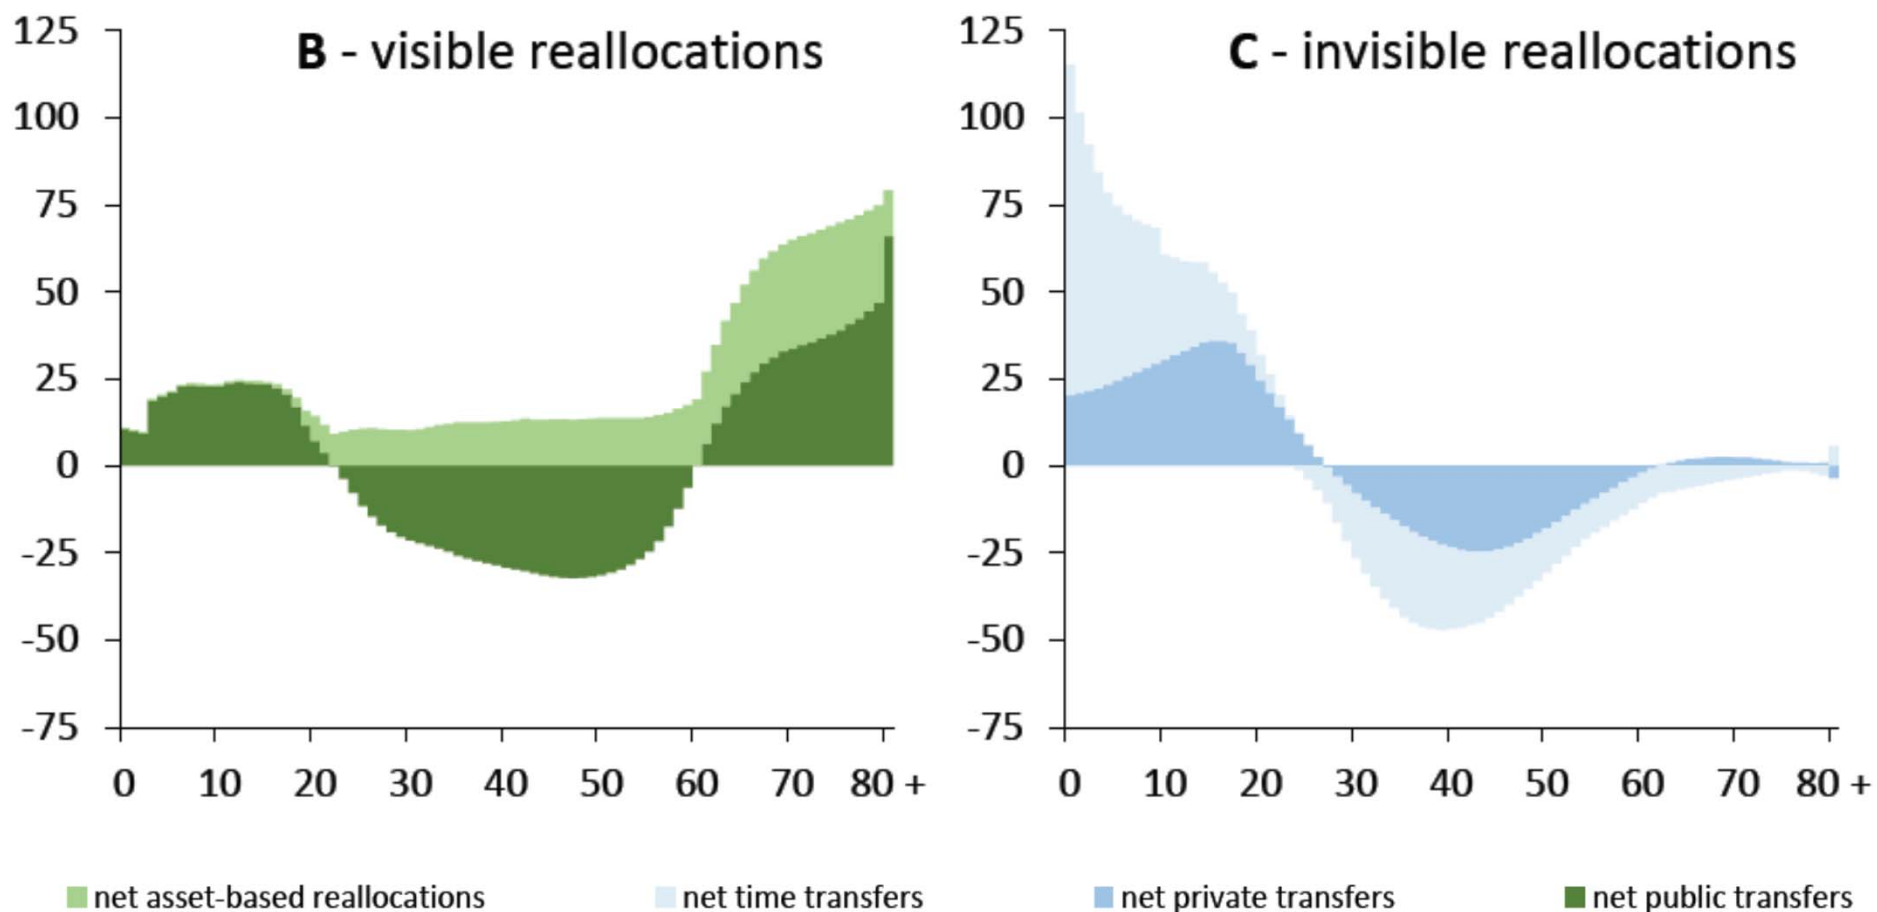 B - visible reallocations
125
100
75
50
25
0
-25
-50
-75
0 10 20 30 40 50 60 70 80 +
C - invisible reallocations
125
100
75
50
25
0
-25
-50
-75
0 10 20 30 40 50 60 70 80 +
net asset-based reallocations
net time transfers
net private transfers
net public transfers